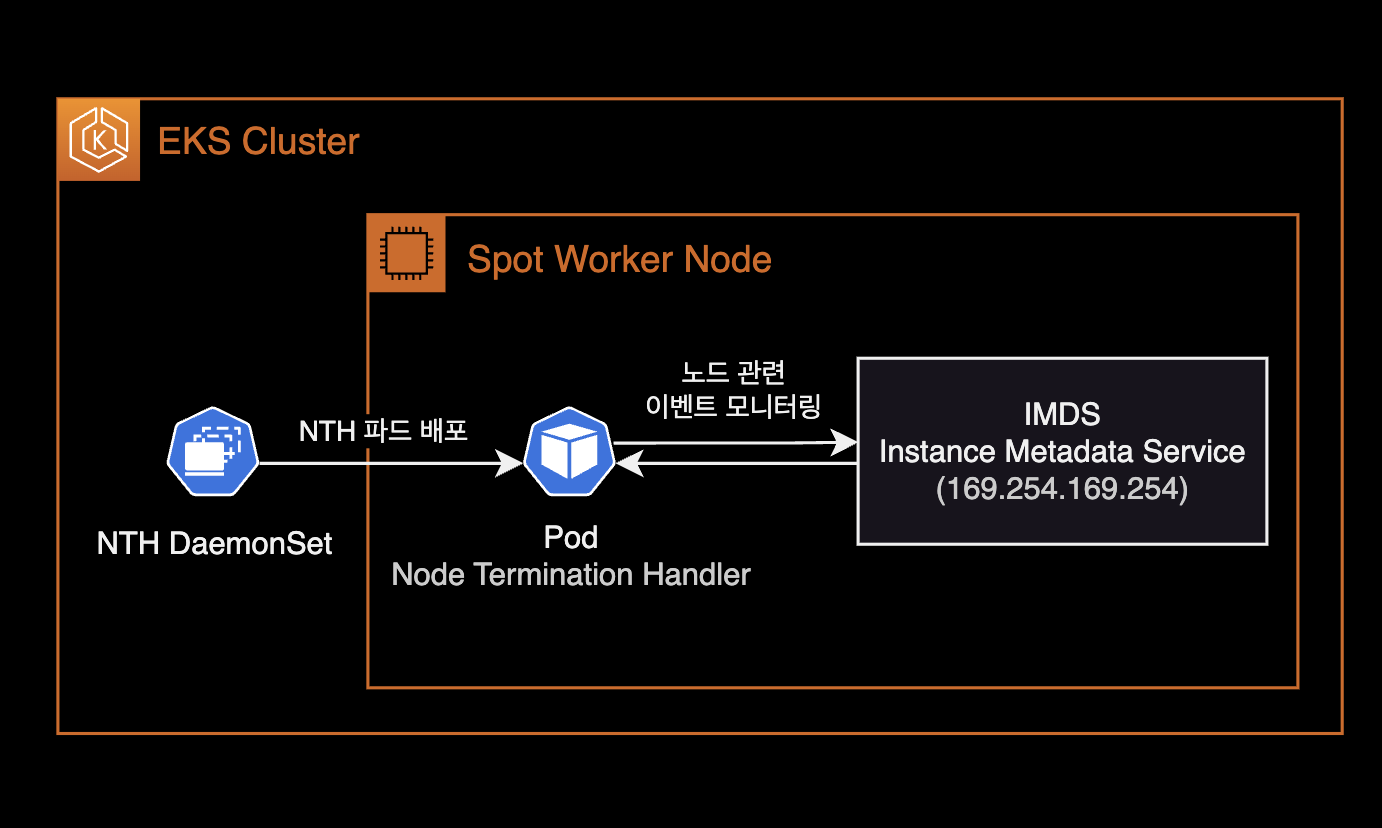 K
EKS Cluster
Spot Worker Node
노드 관련
이벤트 모니터링
NTH 파드 배포
IMDS
Instance Metadata Service
(169.254.169.254)
NTH DaemonSet
Pod
Node Termination Handler